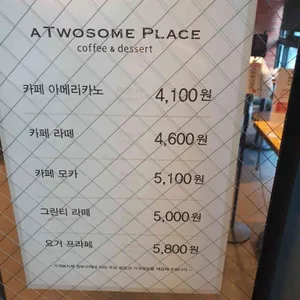 A TWOSOME PLACE
coffee & dessert
카페 아메리카노 4,100원
카페 라떼 4,600원
카페 모카 5,100원
그린티 라떼 5,000원
요거 프라페 5,800원